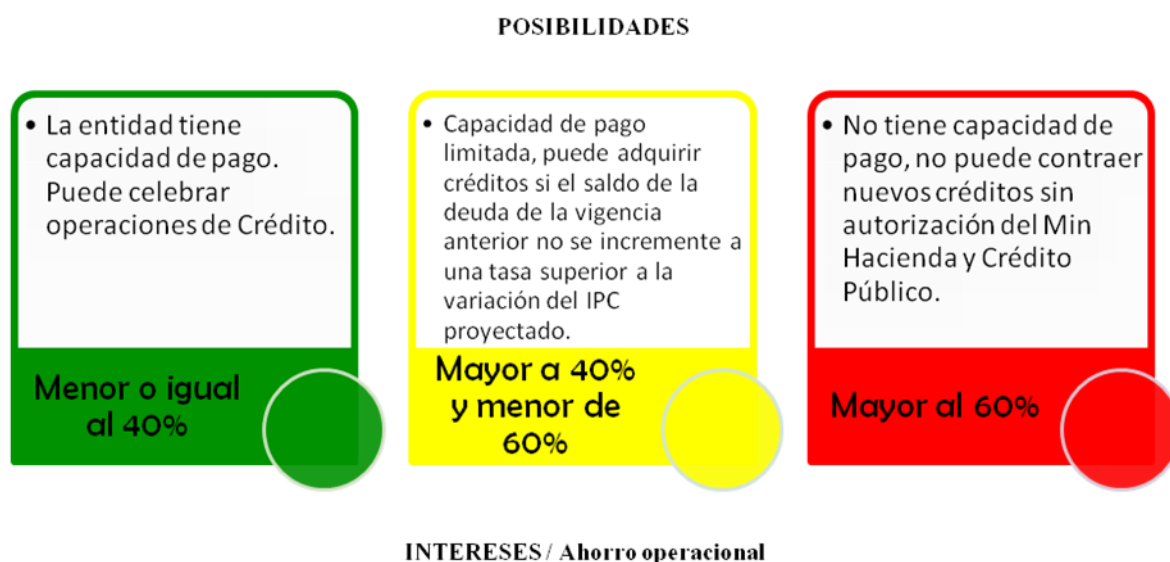 POSIBILIDADES
• La entidad tiene
capacidad de pago.
Puede celebrar
operaciones de Crédito.
Menor o igual
al 40%
• Capacidad de pago
limitada, puede adquirir
créditos si el saldo de la
deuda de la vigencia
anterior no se incremente a
una tasa superior a la
variación del IPC
proyectado.
Mayor a 40%
y menor de
60%
• No tiene capacidad de
pago, no puede contraer
nuevos créditos sin
autorización del Min
Hacienda y Crédito
Público.
Mayor al 60%
INTERESES / Ahorro operacional